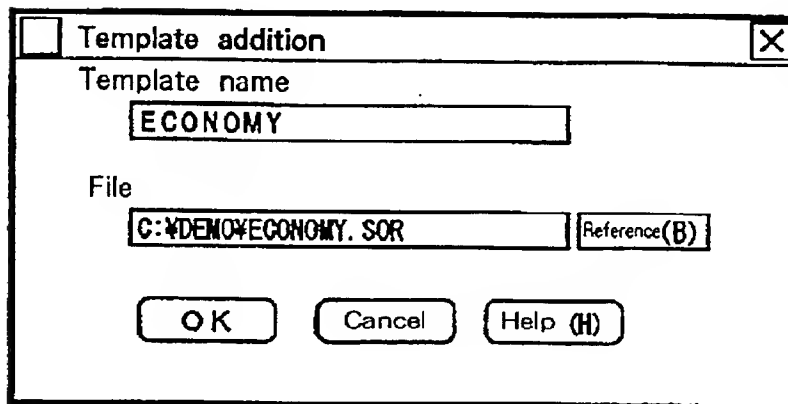 Template addition
Template name
ECONOMY
File
C:¥DEMO¥ECONOMY. SOR Reference(B)
OK Cancel Help (H)